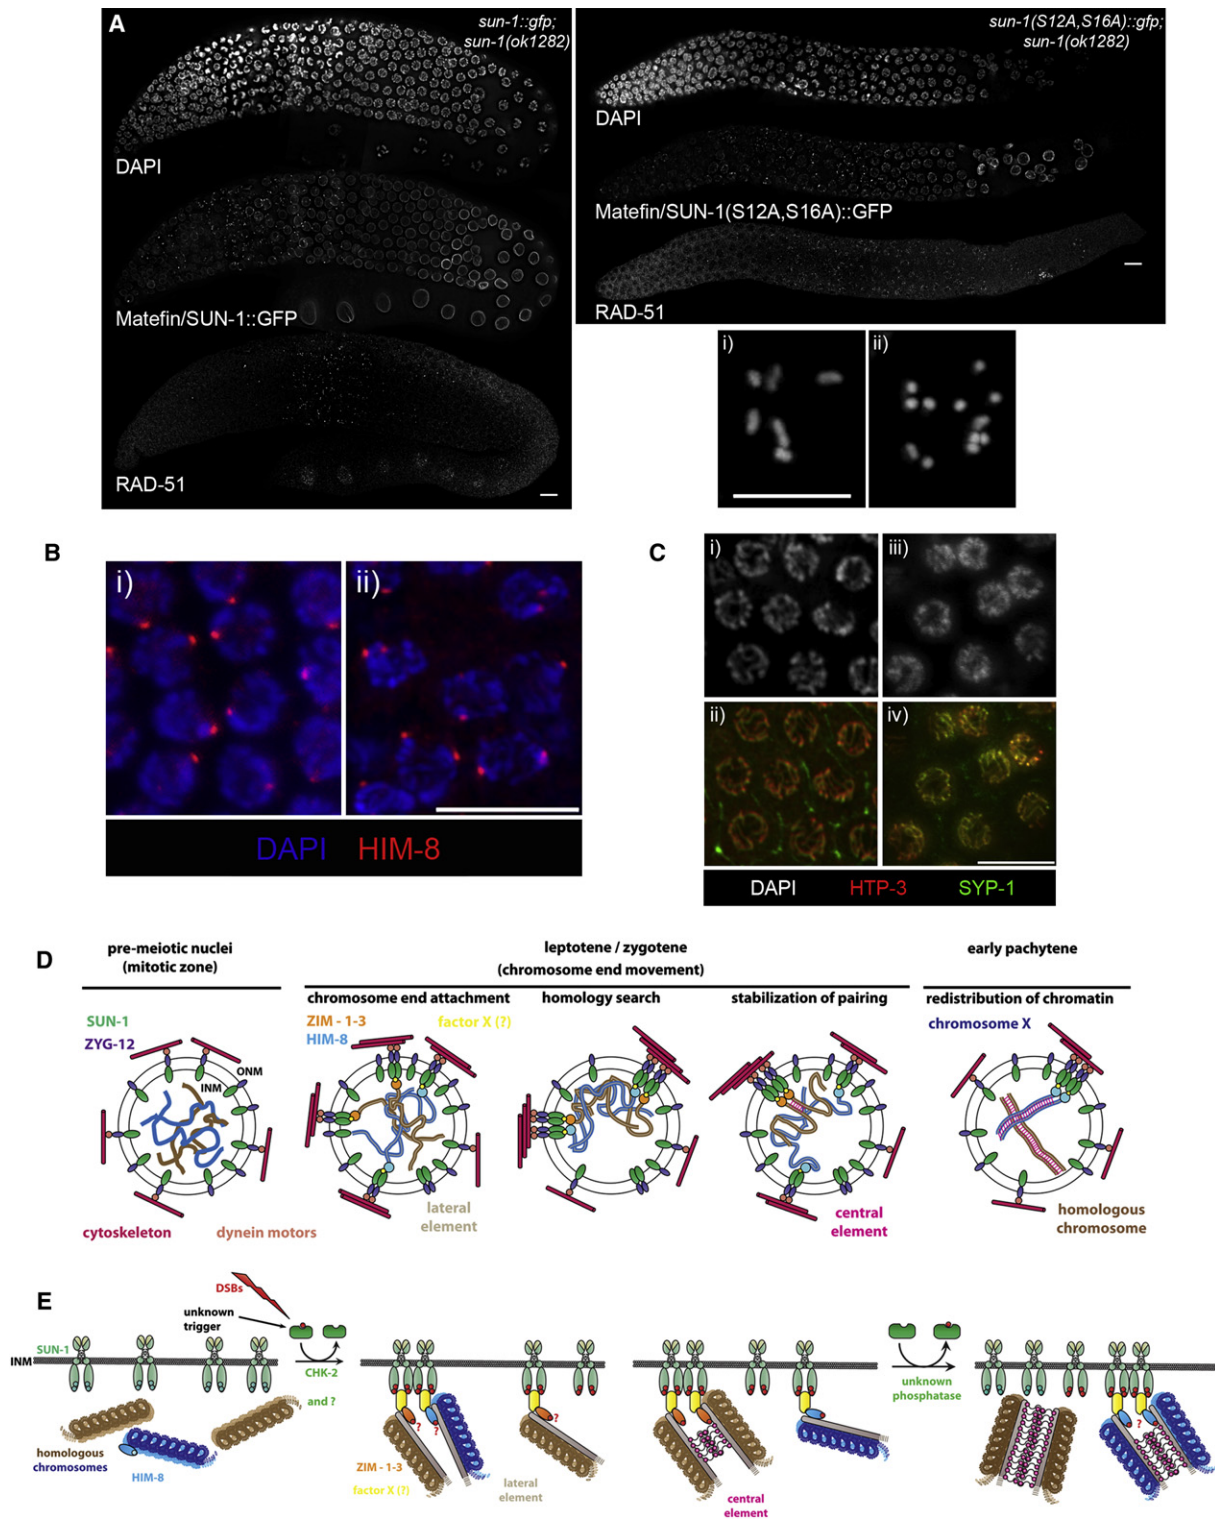 A
sun-1::gfp;
sun-1(ok1282)
DAPI
Matefin/SUN-1::GFP
RAD-51
sun-1(S12A,S16A)::gfp;
sun-1(ok1282)
DAPI
Matefin/SUN-1(S12A,S16A)::GFP
RAD-51
i)
ii)
B
i)
ii)
DAPI HIM-8
C
i)
iii)
ii)
iv)
DAPI HTP-3 SYP-1
D
pre-meiotic nuclei
(mitotic zone)
leptotene / zygotene
(chromosome end movement)
early pachytene
chromosome end attachment
homology search
stabilization of pairing
redistribution of chromatin
SUN-1
ZYG-12
ZIM - 1-3
HIM-8
factor X (?)
chromosome X
ONM
INM
lateral
element
central
element
homologous
chromosome
cytoskeleton
dynein motors
E
DSBs
unknown
trigger
SUN-1
INM
CHK-2
and ?
unknown
phosphatase
homologous
chromosomes
HIM-8
?
?
?
?
ZIM - 1-3
factor X (?)
lateral
element
central
element